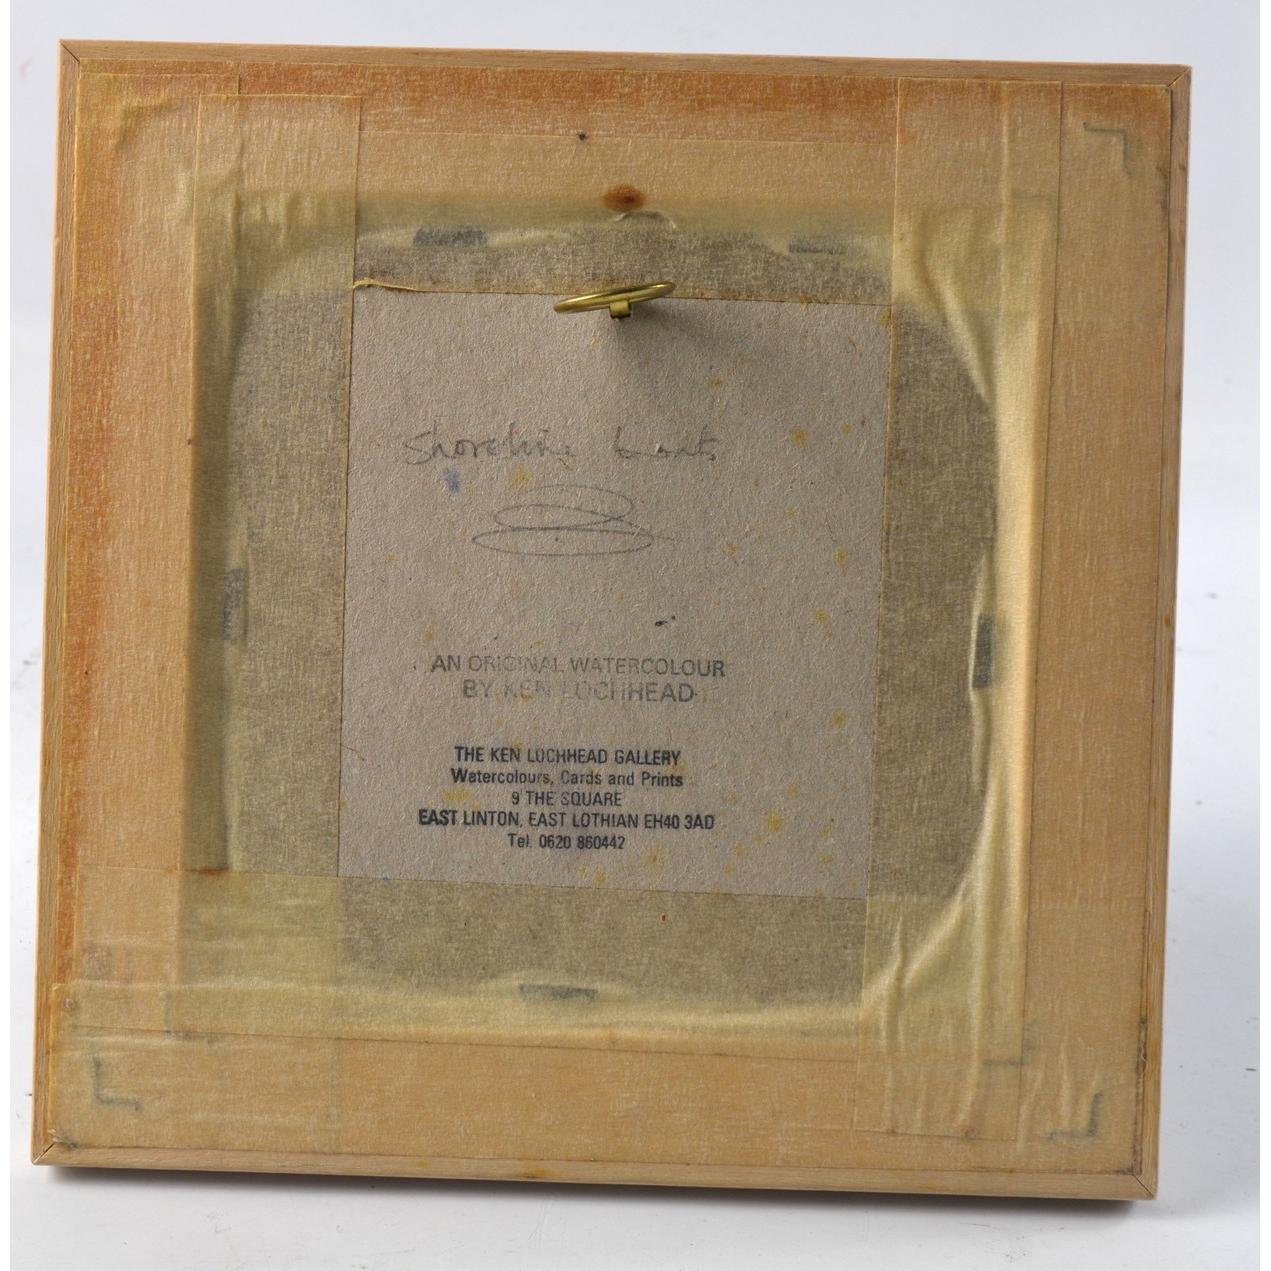 Shoreline boats
AN ORIGINAL WATERCOLOUR
BY KEN LOCHHEAD
THE KEN LOCHHEAD GALLERY
Watercolours, Cards and Prints
9 THE SQUARE
EAST LINTON, EAST LOTHIAN EH40 3AD
Tel. 0620 860442